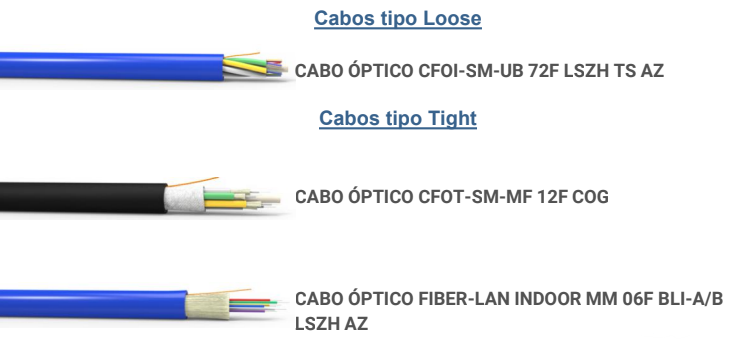 Cabos tipo Loose
CABO ÓPTICO CFOI-SM-UB 72F LSZH TS AZ
Cabos tipo Tight
CABO ÓPTICO CFOT-SM-MF 12F COG
CABO ÓPTICO FIBER-LAN INDOOR MM 06F BLI-A/B
LSZH AZ